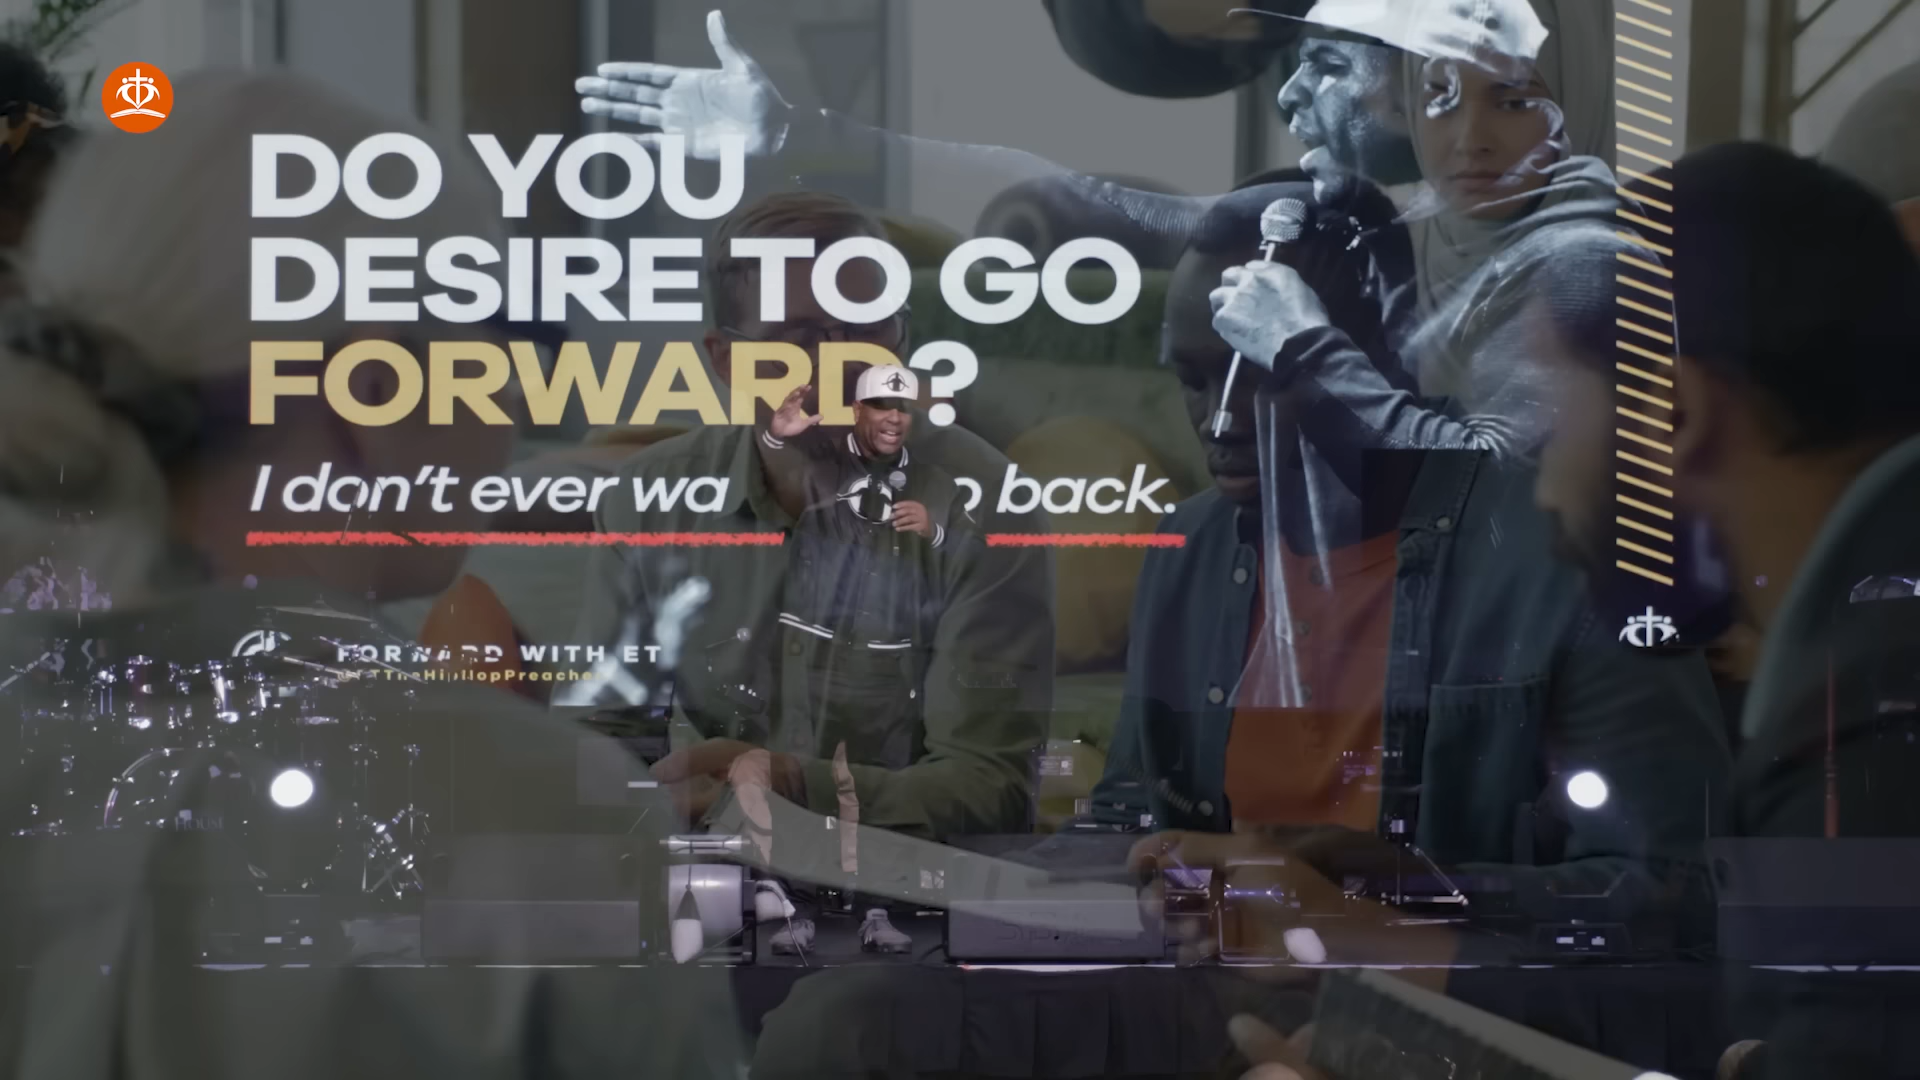 DO YOU
DESIRE TO GO
FORWARD?
I don't ever wa o back.
FORWARD WITH ET